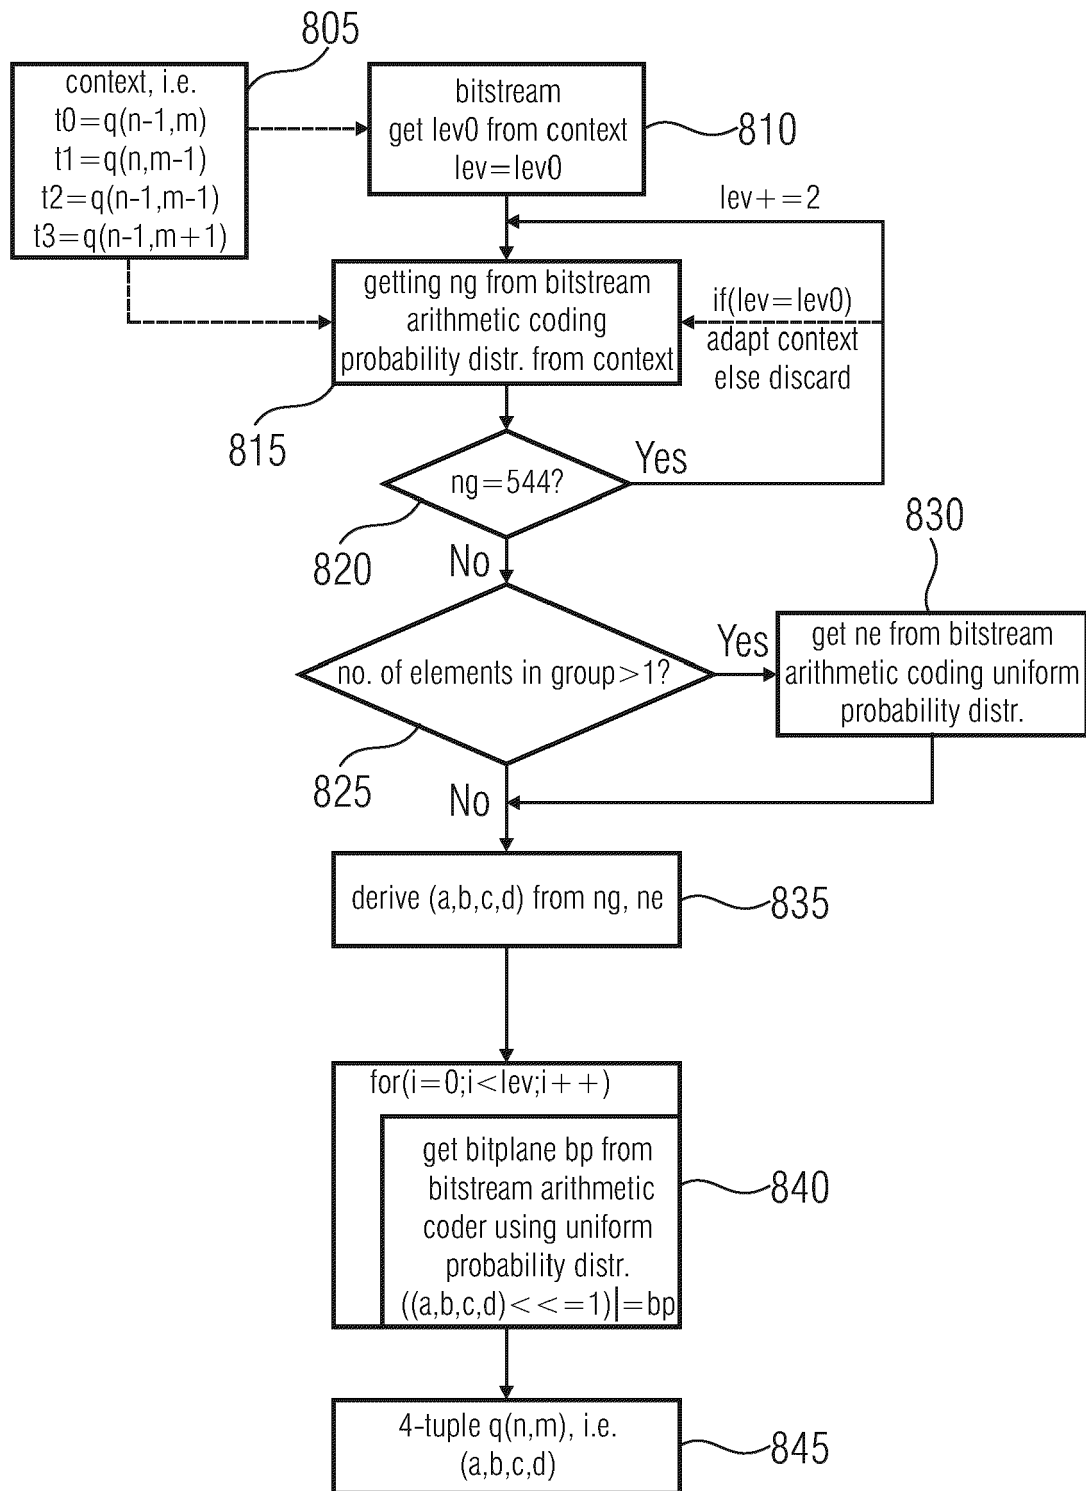 805
context, i.e.
t0=q(n-1,m)
t1=q(n,m-1)
t2=q(n-1,m-1)
t3=q(n-1,m+1)
bitstream
get lev0 from context
lev=lev0
810
lev+=2
getting ng from bitstream
arithmetic coding
probability distr. from context
815
if(lev=lev0)
adapt context
else discard
ng=544?
Yes
820
No
830
no. of elements in group>1?
Yes
get ne from bitstream
arithmetic coding uniform
probability distr.
825
No
derive (a,b,c,d) from ng, ne
835
for(i=0;i<lev;i++)
get bitplane bp from
bitstream arithmetic
coder using uniform
probability distr.
((a,b,c,d)<<=1)|=bp
840
4-tuple q(n,m), i.e.
(a,b,c,d)
845